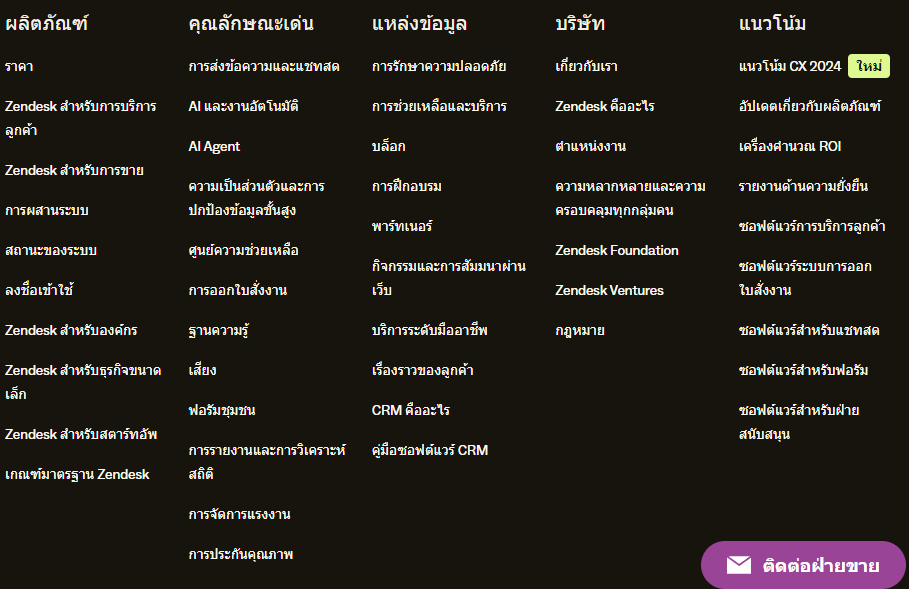 ผลิตภัณฑ์
ราคา
Zendesk สำหรับการบริการ
ลูกค้า
Zendesk สำหรับการขาย
การผสานระบบ
สถานะของระบบ
ลงชื่อเข้าใช้
Zendesk สำหรับองค์กร
Zendesk สำหรับธุรกิจขนาด
เล็ก
Zendesk สำหรับสตาร์ทอัพ
เกณฑ์มาตรฐาน Zendesk
คุณลักษณะเด่น
การส่งข้อความและแชทสด
AI และงานอัตโนมัติ
AI Agent
ความเป็นส่วนตัวและการ
ปกป้องข้อมูลขั้นสูง
ศูนย์ความช่วยเหลือ
การออกใบสั่งงาน
ฐานความรู้
เสียง
ฟอรัมชุมชน
การรายงานและการวิเคราะห์
สถิติ
การจัดการแรงงาน
การประกันคุณภาพ
แหล่งข้อมูล
การรักษาความปลอดภัย
การช่วยเหลือและบริการ
บล็อก
การฝึกอบรม
พาร์ทเนอร์
กิจกรรมและการสัมมนาผ่าน
เว็บ
บริการระดับมืออาชีพ
เรื่องราวของลูกค้า
CRM คืออะไร
คู่มือซอฟต์แวร์ CRM
บริษัท
เกี่ยวกับเรา
Zendesk คืออะไร
ตำแหน่งงาน
ความหลากหลายและความ
ครอบคลุมทุกกลุ่มคน
Zendesk Foundation
Zendesk Ventures
กฎหมาย
แนวโน้ม
แนวโน้ม CX 2024 ใหม่
อัปเดตเกี่ยวกับผลิตภัณฑ์
เครื่องคำนวณ ROI
รายงานด้านความยั่งยืน
ซอฟต์แวร์การบริการลูกค้า
ซอฟต์แวร์ระบบการออก
ใบสั่งงาน
ซอฟต์แวร์สำหรับแชทสด
ซอฟต์แวร์สำหรับฟอรัม
ซอฟต์แวร์สำหรับฝ่าย
สนับสนุน
ติดต่อฝ่ายขาย